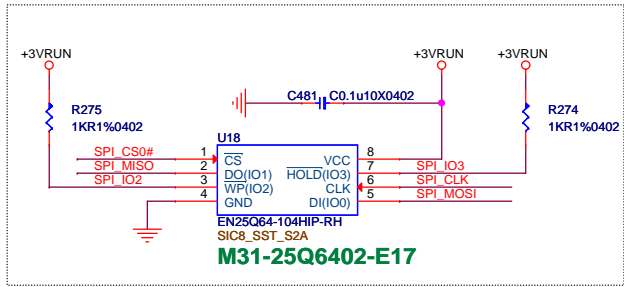 +3VRUN
+3VRUN
+3VRUN
C481
C0.1u10X0402
R275
1KR1%0402
R274
1KR1%0402
U18
SPI_CS0#
1
CS
VCC
8
SPI_MISO
2
DO(IO1)
HOLD(IO3)
7
SPI_IO3
SPI_IO2
3
WP(IO2)
CLK
6
SPI_CLK
4
GND
DI(IO0)
5
SPI_MOSI
EN25Q64-104HIP-RH
SIC8_SST_S2A
M31-25Q6402-E17